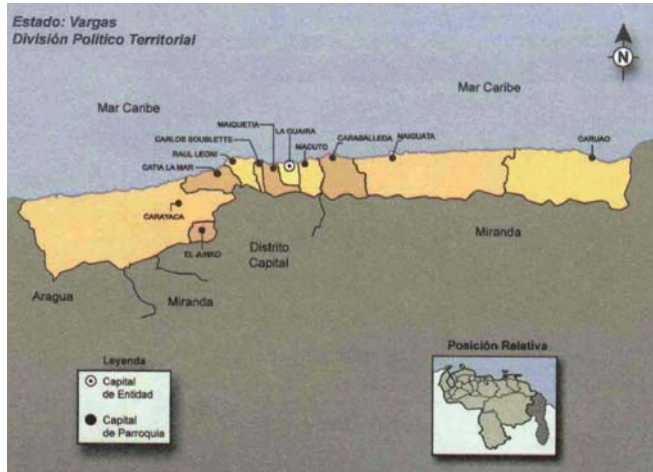 Estado: Vargas
División Político Territorial
N
Mar Caribe
Mar Caribe
MAIQUETIA
LA GUAIRA
CARLOS SOUBLETTE
MACUTO
CARABALLEDA
NAIGUATA
CARUAO
RAUL LEONI
CATIA LA MAR
CARAYACA
EL JUNKO
Distrito
Capital
Miranda
Aragua
Miranda
Leyenda
Capital
de Entidad
Capital
de Parroquia
Posición Relativa